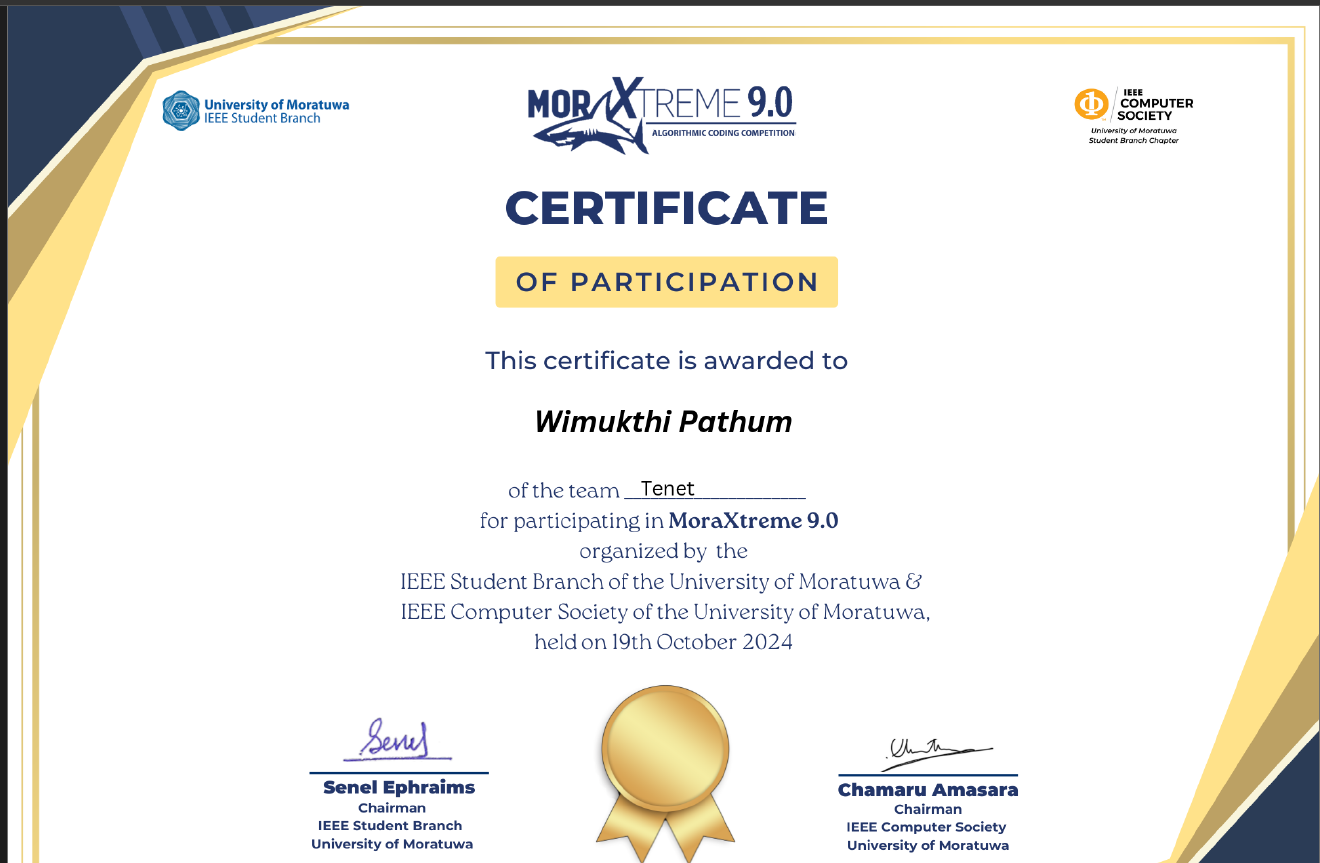 University of Moratuwa
IEEE Student Branch
MORAXTREME 9.0
ALGORITHMIC CODING COMPETITION
IEEE
COMPUTER
SOCIETY
University of Moratuwa
Student Branch Chapter
CERTIFICATE
OF PARTICIPATION
This certificate is awarded to
Wimukthi Pathum
of the team Tenet
for participating in MoraXtreme 9.0
organized by the
IEEE Student Branch of the University of Moratuwa &
IEEE Computer Society of the University of Moratuwa,
held on 19th October 2024
Senel
Senel Ephraims
Chairman
IEEE Student Branch
University of Moratuwa
Chamaru Amasara
Chairman
IEEE Computer Society
University of Moratuwa